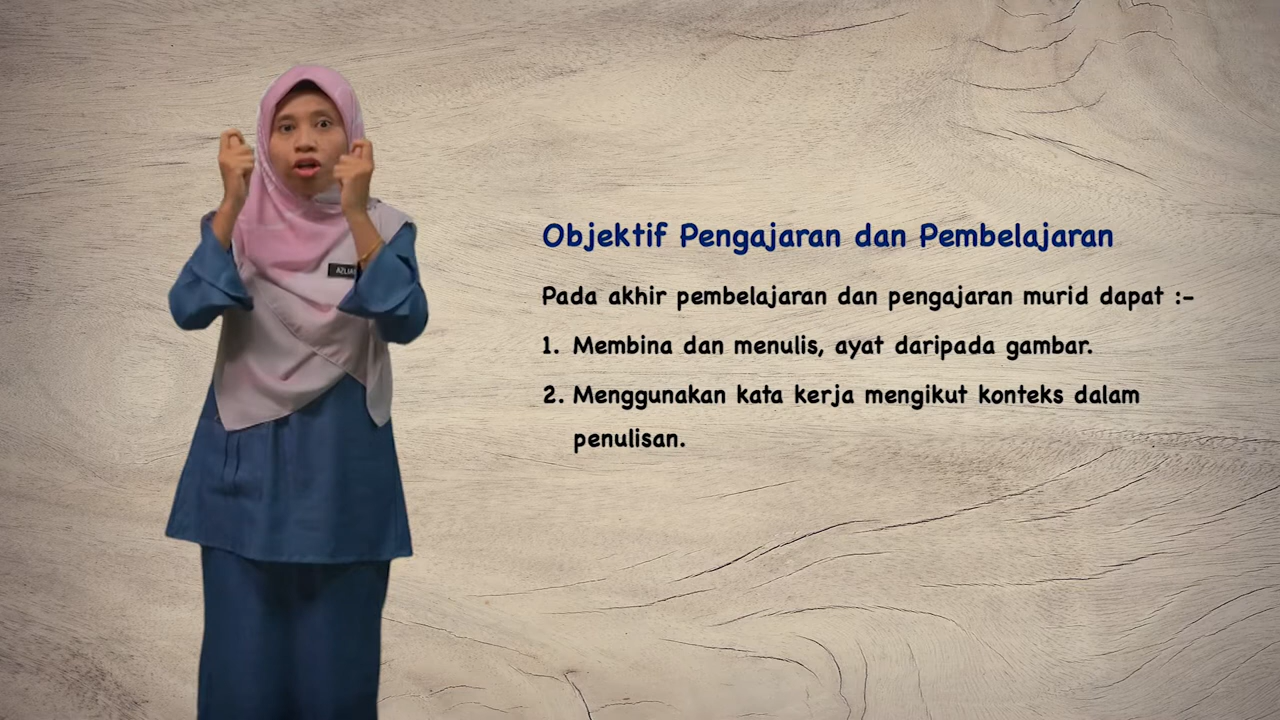 Objektif Pengajaran dan Pembelajaran
Pada akhir pembelajaran dan pengajaran murid dapat :-
1. Membina dan menulis, ayat daripada gambar.
2. Menggunakan kata kerja mengikut konteks dalam
penulisan.